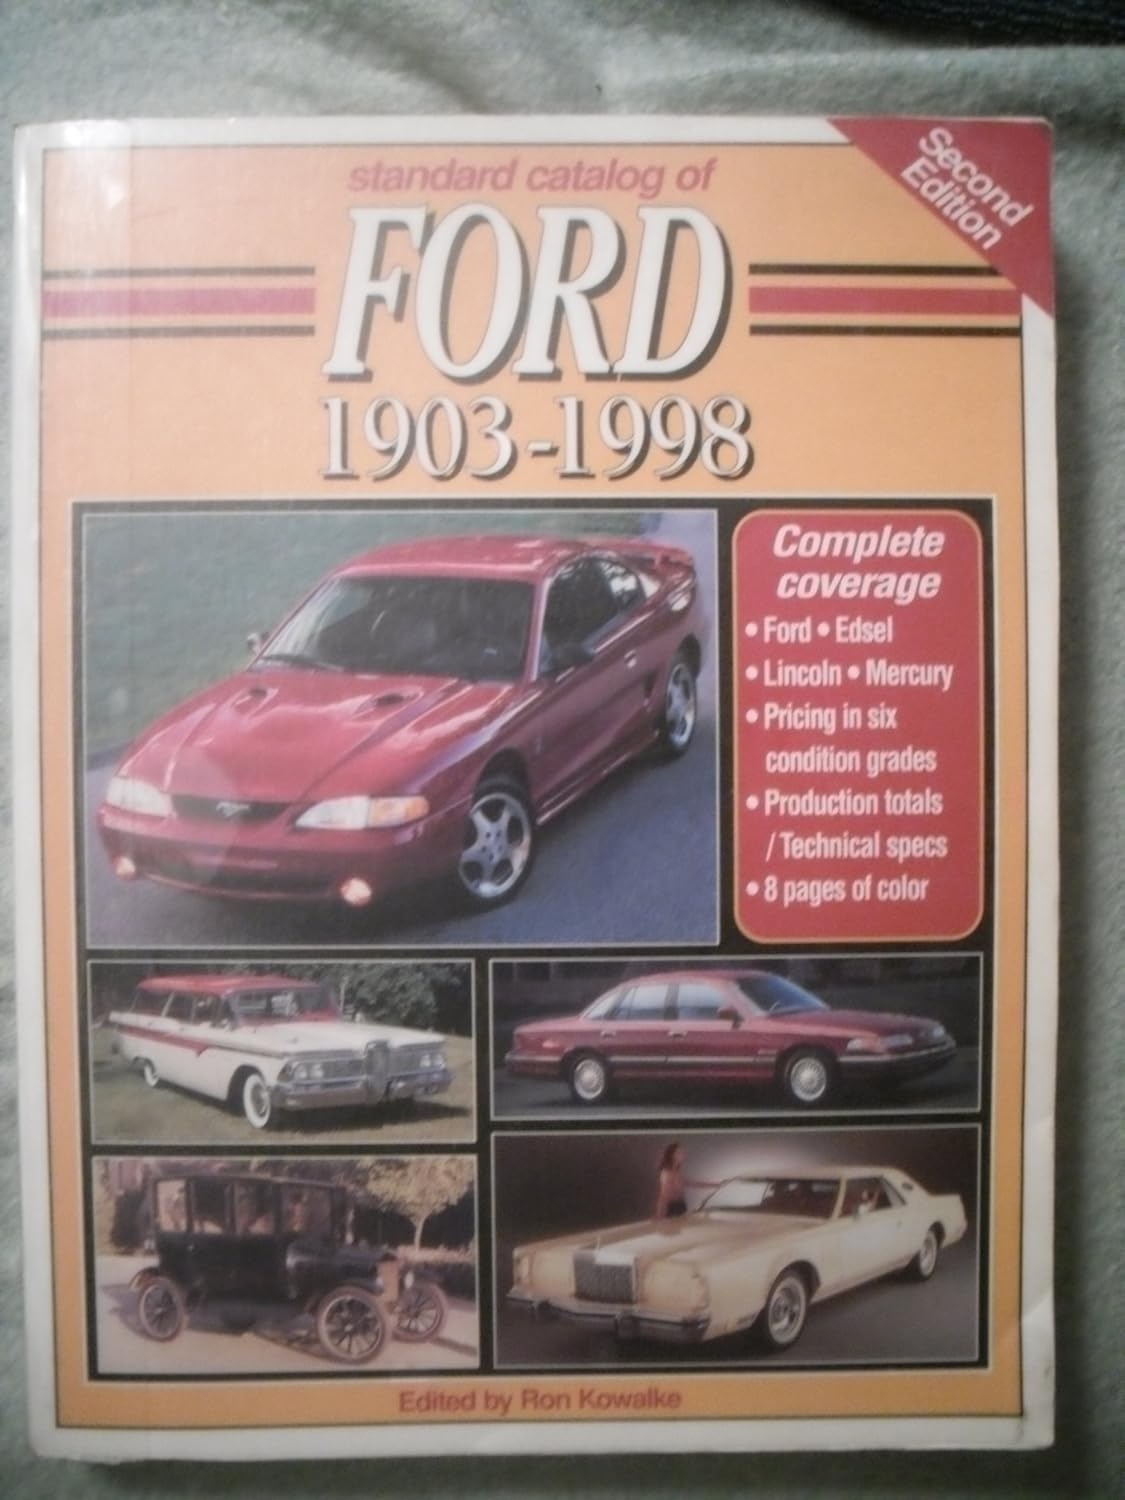 Second
Edition
standard catalog of
FORD
1903-1998
Complete
coverage
• Ford • Edsel
• Lincoln • Mercury
• Pricing in six
condition grades
• Production totals
/ Technical specs
• 8 pages of color
Edited by Ron Kowalke